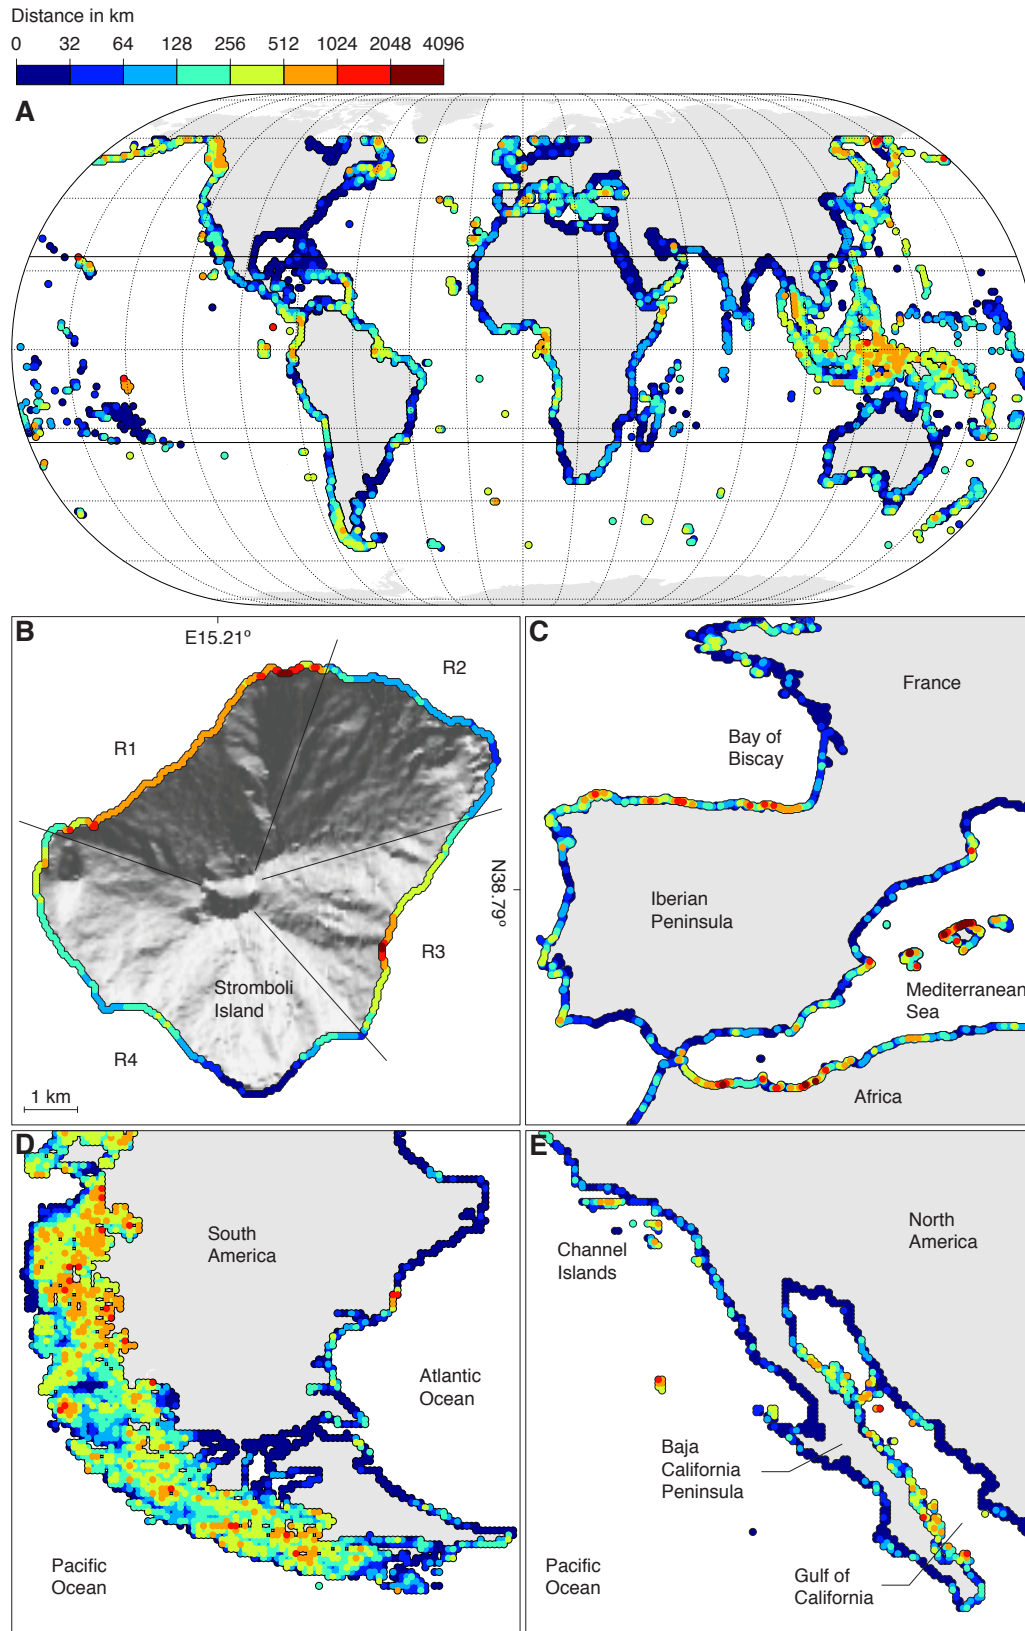 Distance in km
0 32 64 128 256 512 1024 2048 4096
A
B
E15.21º
R2
R1
N38.79º
R3
Stromboli
Island
R4
1 km
C
France
Bay of
Biscay
Iberian
Peninsula
Mediterranean
Sea
Africa
D
South
America
Atlantic
Ocean
Pacific
Ocean
E
North
America
Channel
Islands
Baja
California
Peninsula
Pacific
Ocean
Gulf of
California